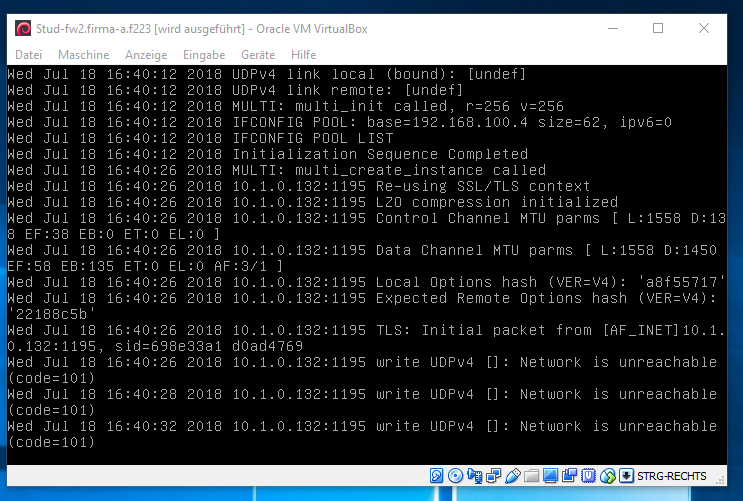 Stud-fw2.firma-a.f223 [wird ausgeführt] - Oracle VM VirtualBox
Datei Maschine Anzeige Eingabe Geräte Hilfe
Wed Jul 18 16:40:12 2018 UDPv4 link local (bound): [undef]
Wed Jul 18 16:40:12 2018 UDPv4 link remote: [undef]
Wed Jul 18 16:40:12 2018 MULTI: multi_init called, r=256 v=256
Wed Jul 18 16:40:12 2018 IFCONFIG POOL: base=192.168.100.4 size=62, ipv6=0
Wed Jul 18 16:40:12 2018 IFCONFIG POOL LIST
Wed Jul 18 16:40:12 2018 Initialization Sequence Completed
Wed Jul 18 16:40:26 2018 MULTI: multi_create_instance called
Wed Jul 18 16:40:26 2018 10.1.0.132:1195 Re-using SSL/TLS context
Wed Jul 18 16:40:26 2018 10.1.0.132:1195 LZO compression initialized
Wed Jul 18 16:40:26 2018 10.1.0.132:1195 Control Channel MTU parms [ L:1558 D:13
8 EF:38 EB:0 ET:0 EL:0 ]
Wed Jul 18 16:40:26 2018 10.1.0.132:1195 Data Channel MTU parms [ L:1558 D:1450
EF:58 EB:135 ET:0 EL:0 AF:3/1 ]
Wed Jul 18 16:40:26 2018 10.1.0.132:1195 Local Options hash (VER=V4): 'a8f55717'
Wed Jul 18 16:40:26 2018 10.1.0.132:1195 Expected Remote Options hash (VER=V4):
'22188c5b'
Wed Jul 18 16:40:26 2018 10.1.0.132:1195 TLS: Initial packet from [AF_INET]10.1.
0.132:1195, sid=698e33a1 d0ad4769
Wed Jul 18 16:40:26 2018 10.1.0.132:1195 write UDPv4 []: Network is unreachable
(code=101)
Wed Jul 18 16:40:28 2018 10.1.0.132:1195 write UDPv4 []: Network is unreachable
(code=101)
Wed Jul 18 16:40:32 2018 10.1.0.132:1195 write UDPv4 []: Network is unreachable
(code=101)
STRG-RECHTS